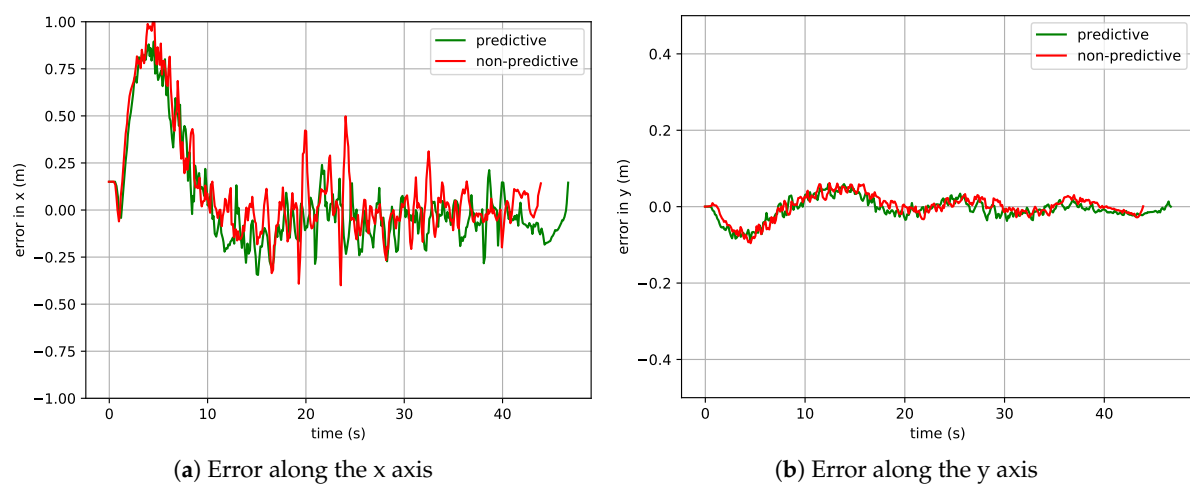 1.00
0.75
0.50
0.25
0.00
−0.25
−0.50
−0.75
−1.00
error in x (m)
0 10 20 30 40
time (s)
predictive
non-predictive
(a) Error along the x axis
0.4
0.2
0.0
−0.2
−0.4
error in y (m)
0 10 20 30 40
time (s)
predictive
non-predictive
(b) Error along the y axis